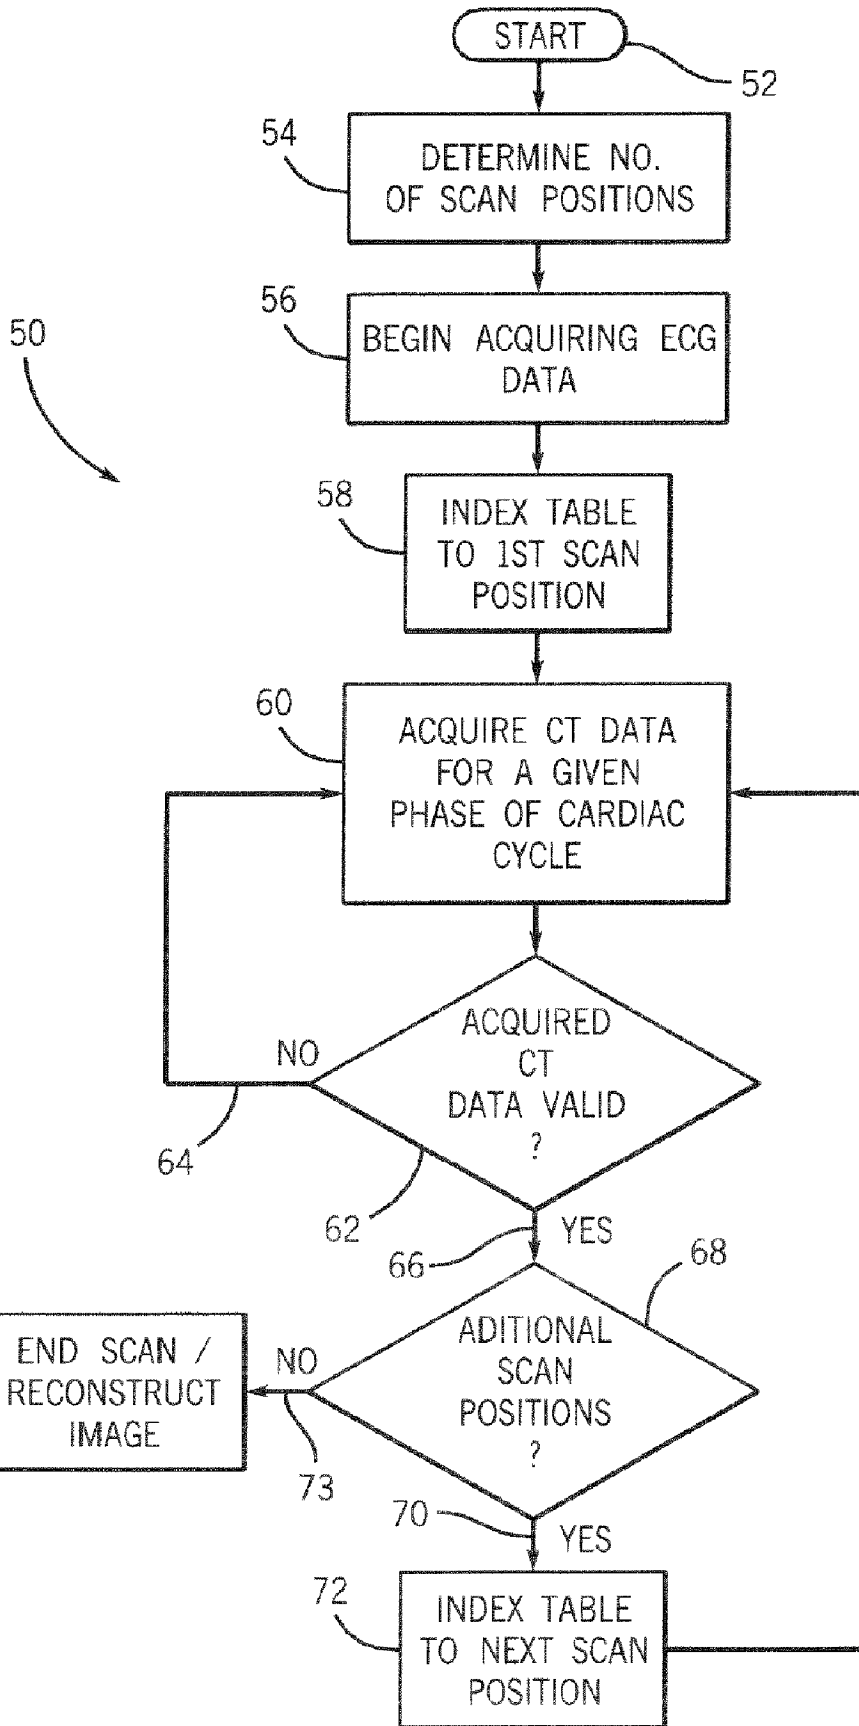 START
52
54
DETERMINE NO.
OF SCAN POSITIONS
56
BEGIN ACQUIRING ECG
DATA
50
58
INDEX TABLE
TO 1ST SCAN
POSITION
60
ACQUIRE CT DATA
FOR A GIVEN
PHASE OF CARDIAC
CYCLE
ACQUIRED
CT
DATA VALID
?
NO
64
62
66
YES
68
ADITIONAL
SCAN
POSITIONS
?
NO
73
END SCAN /
RECONSTRUCT
IMAGE
70
YES
72
INDEX TABLE
TO NEXT SCAN
POSITION